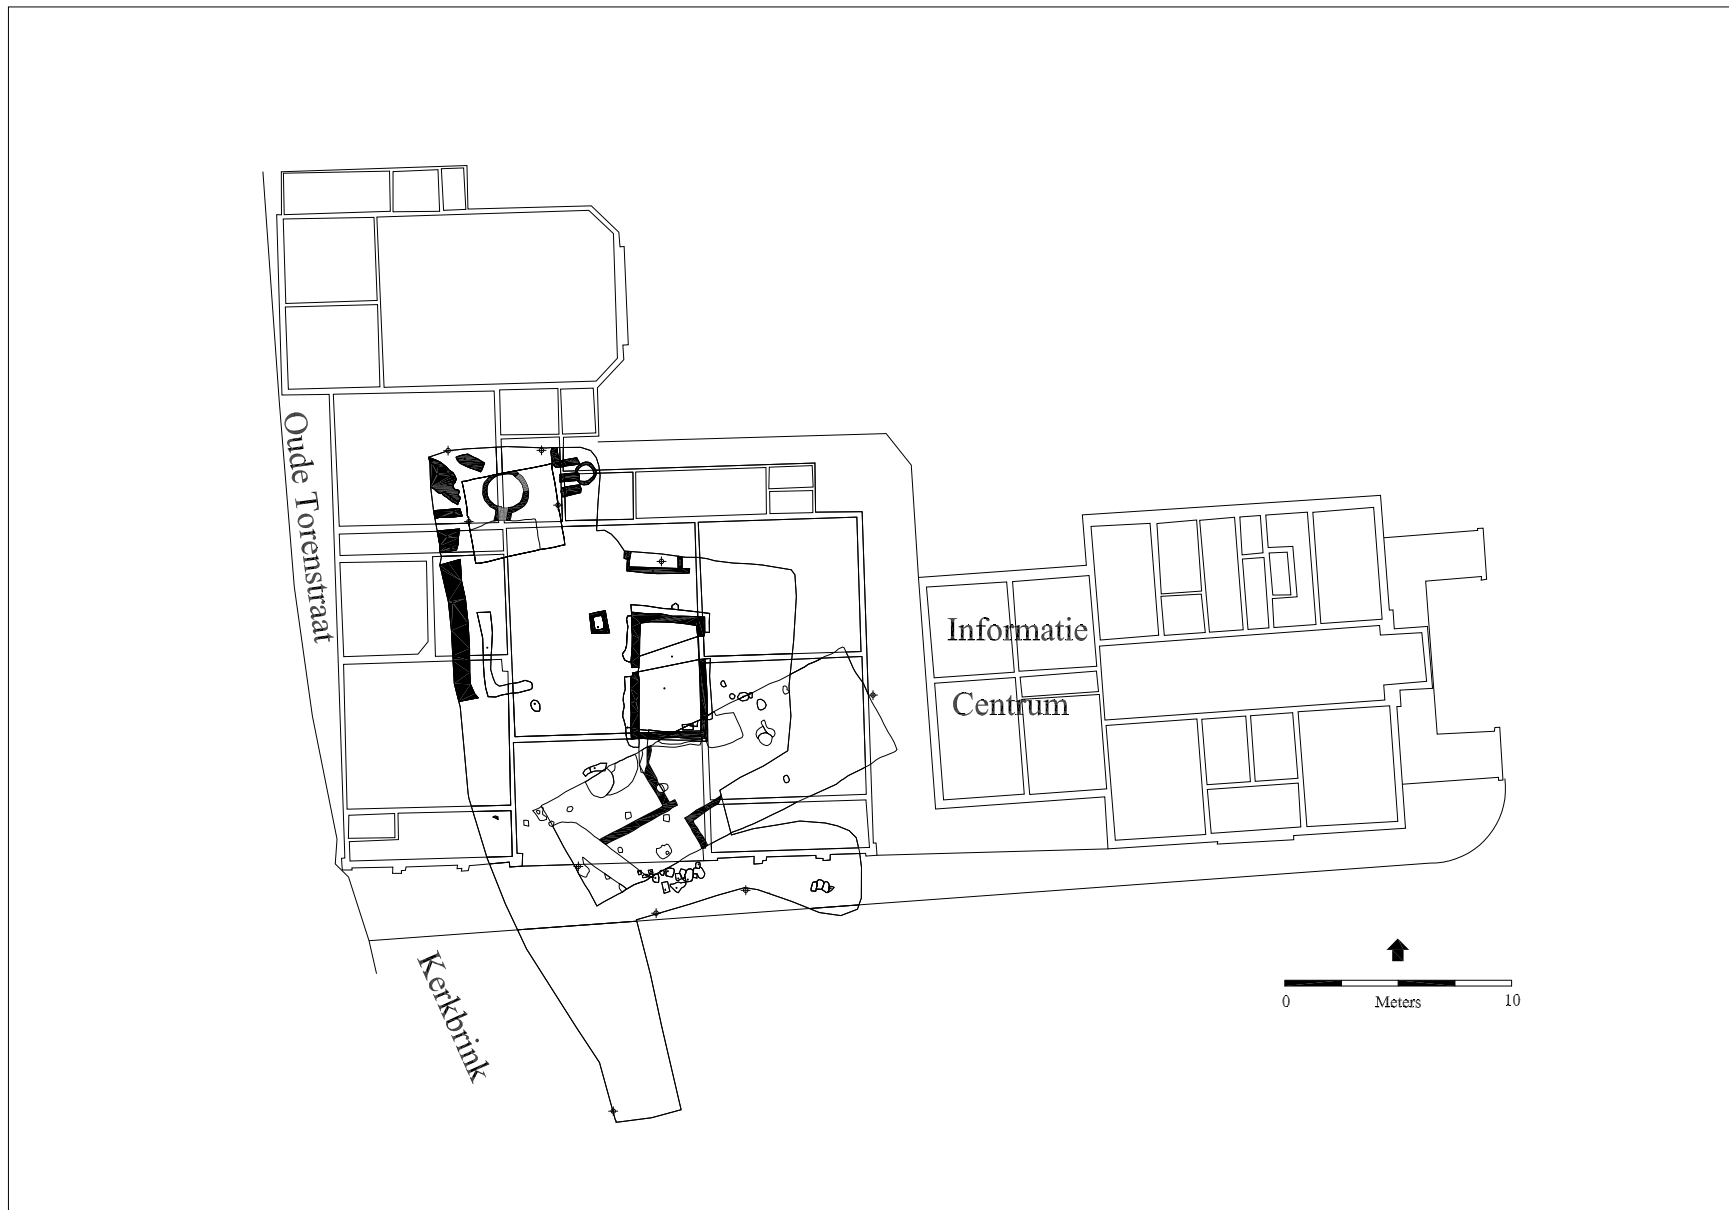 Oude Torenstraat
Informatie
Centrum
Kerkbrink
0 Meters 10